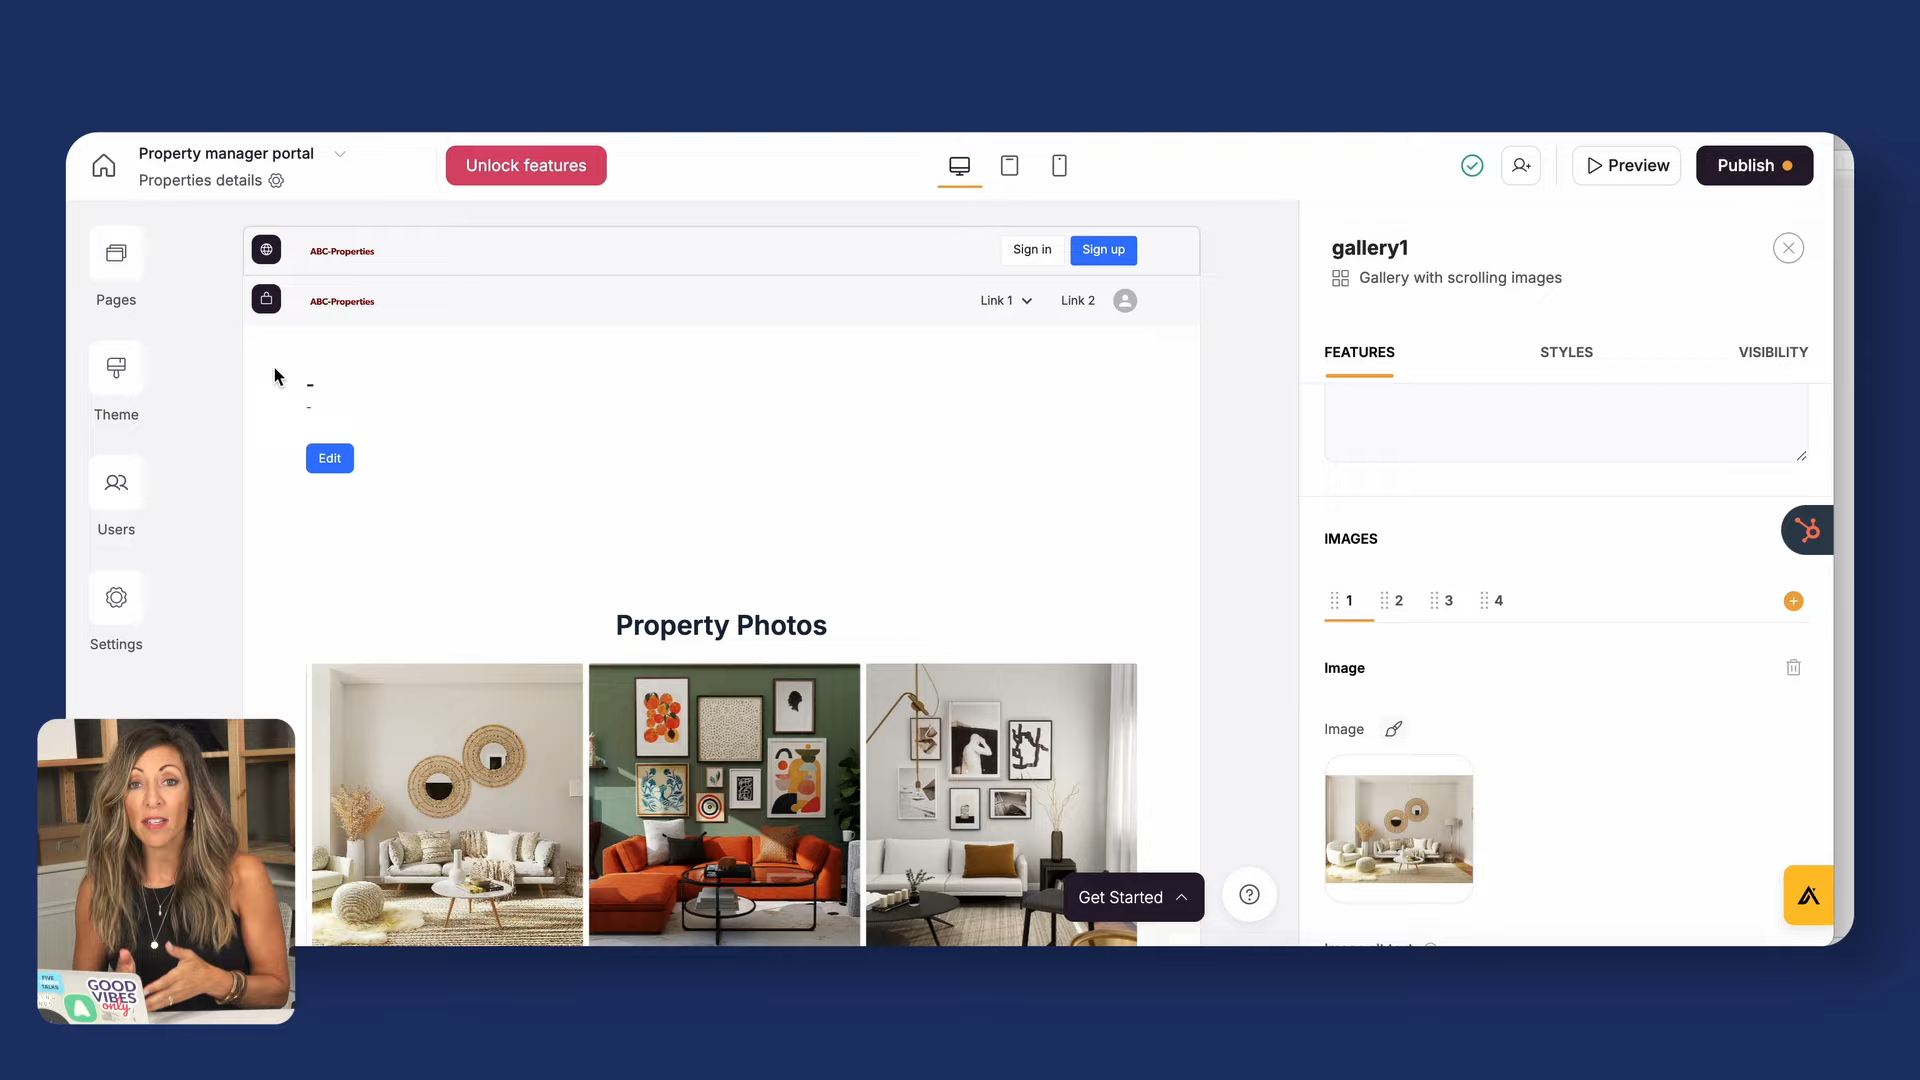 Property manager portal
Properties details
Unlock features
Preview
Publish
Pages
Theme
Users
Settings
ABC-Properties
Sign in
Sign up
ABC-Properties
Link 1
Link 2
-
-
Edit
Property Photos
Get Started
gallery1
Gallery with scrolling images
FEATURES
STYLES
VISIBILITY
IMAGES
1
2
3
4
Image
Image
FIVE
TALKS
GOOD
VIBES
only